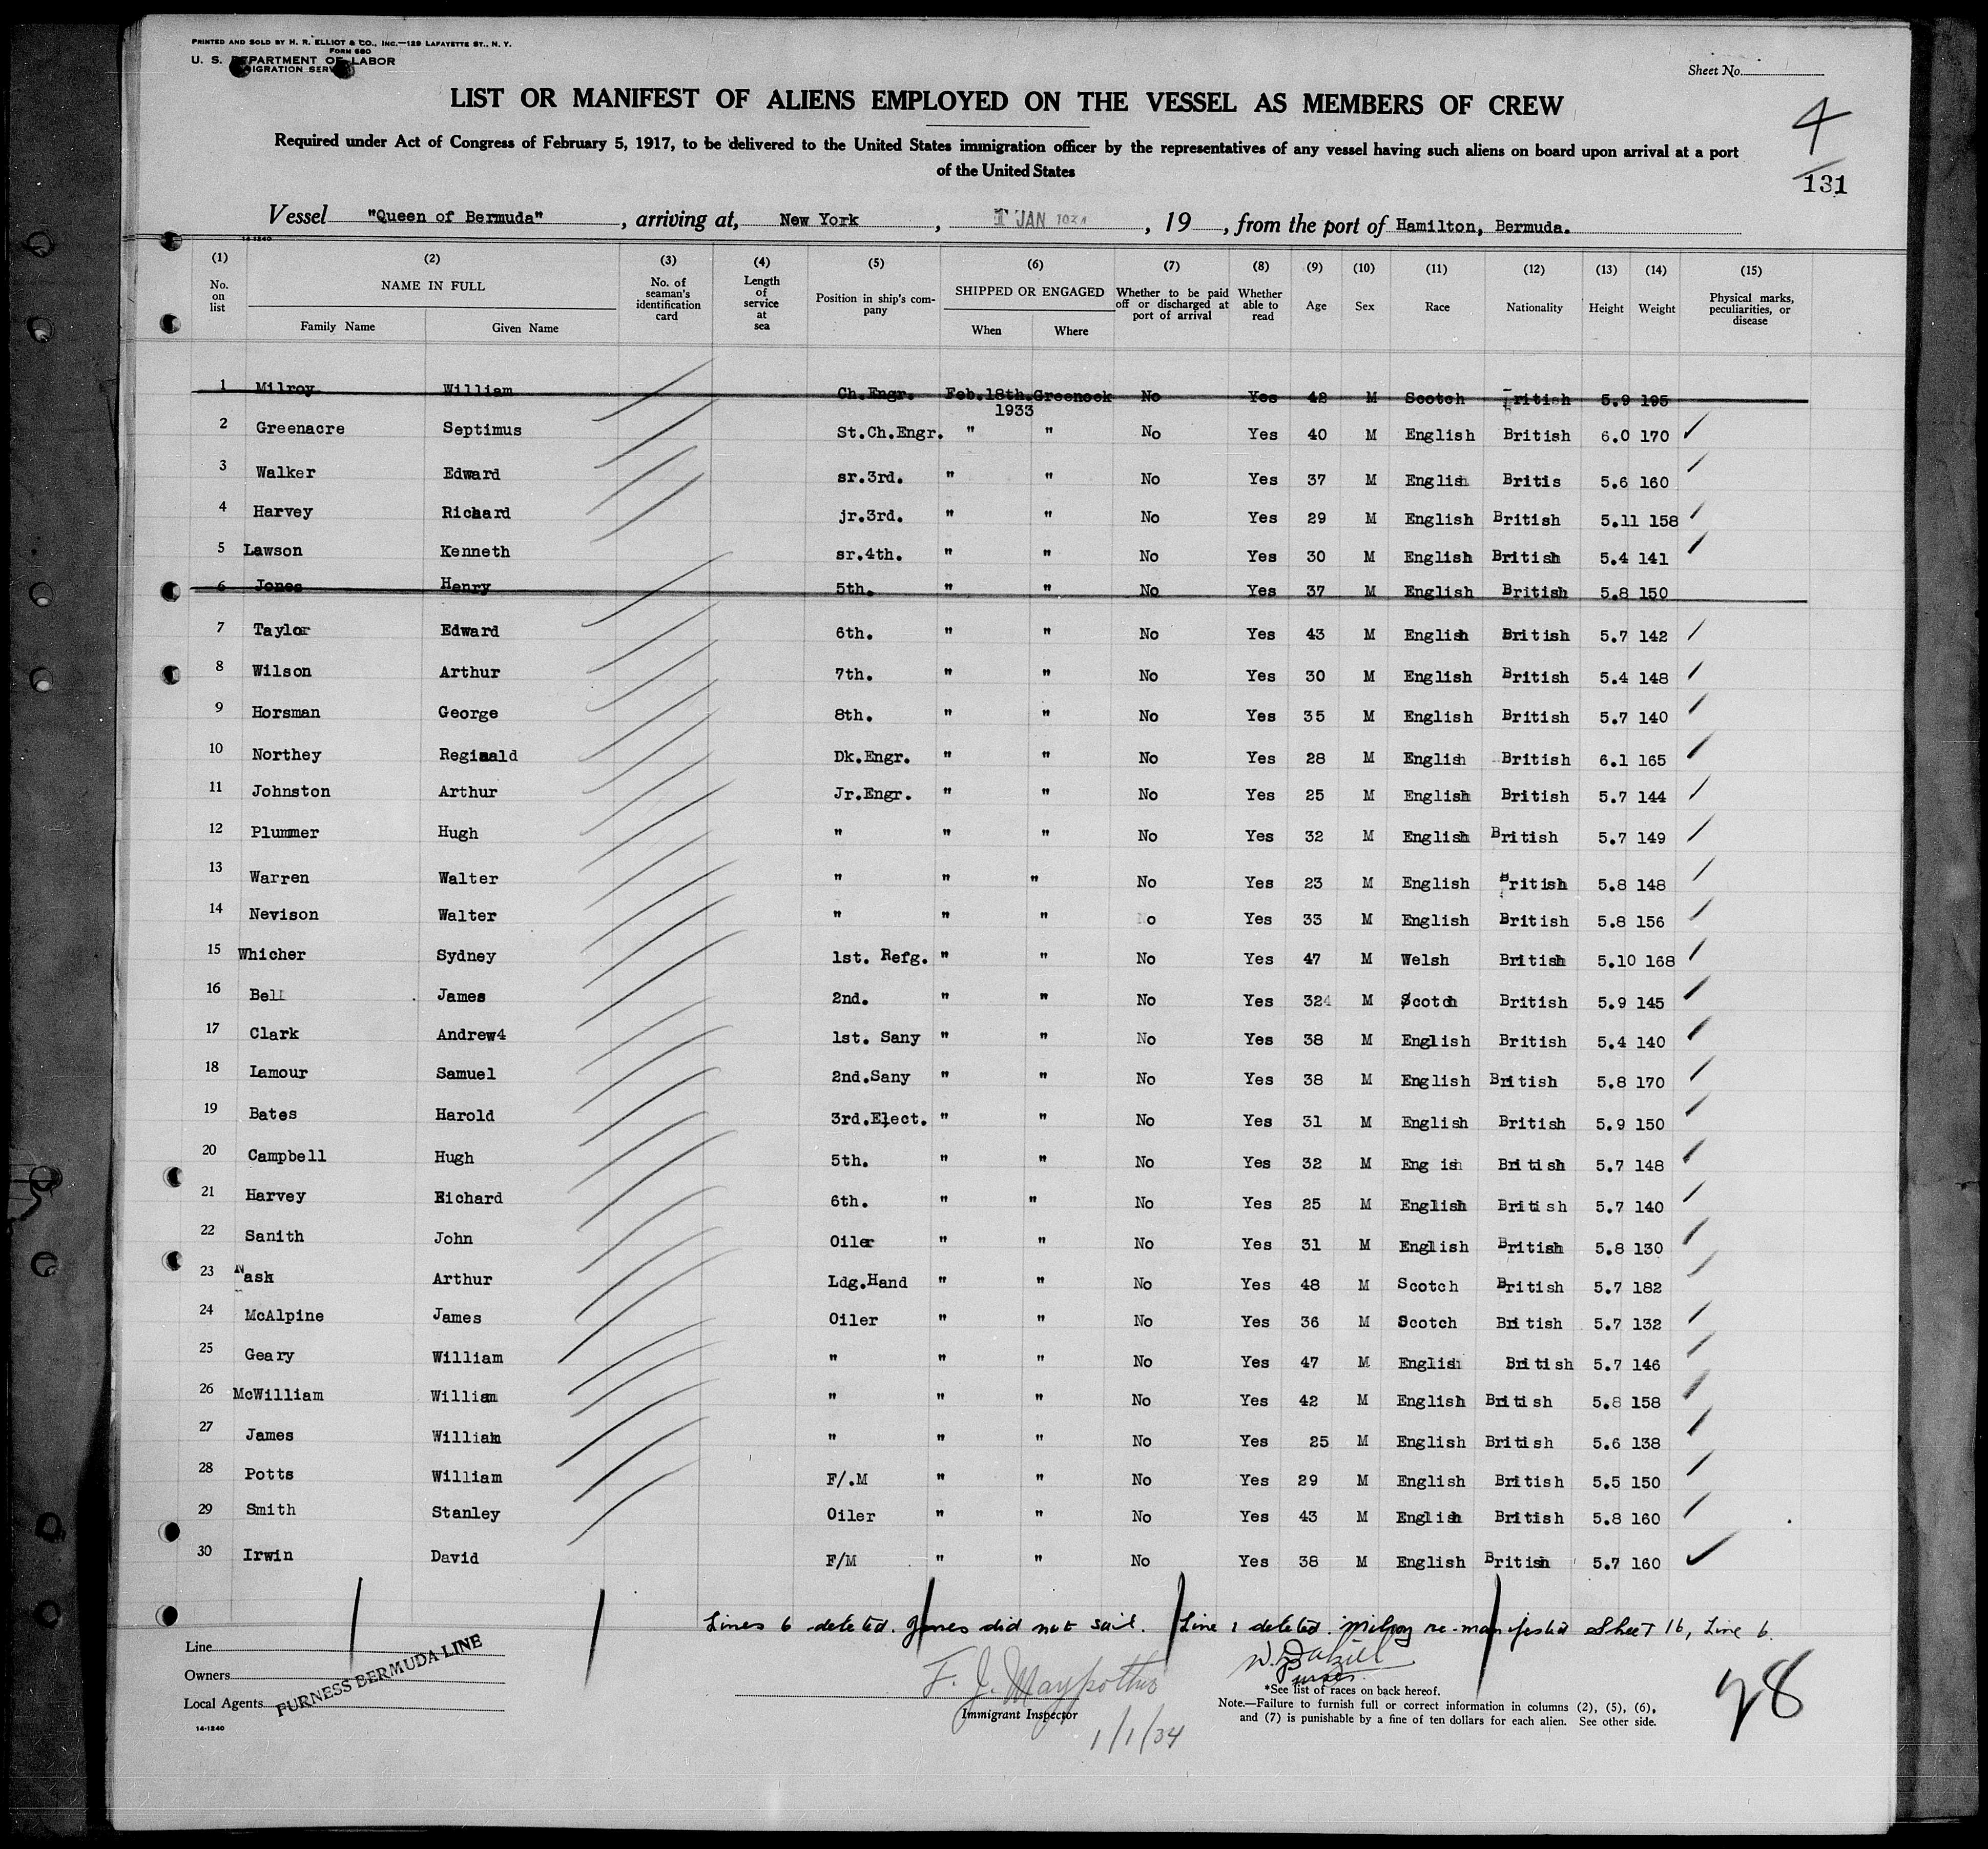 PRINTED AND SOLD BY H. R. ELLIOT & CO., INC.—129 LAFAYETTE ST., N. Y.
FORM 680
U. S. DEPARTMENT OF LABOR
IGRATION SERV
Sheet No.
LIST OR MANIFEST OF ALIENS EMPLOYED ON THE VESSEL AS MEMBERS OF CREW
4
Required under Act of Congress of February 5, 1917, to be delivered to the United States immigration officer by the representatives of any vessel having such aliens on board upon arrival at a port
of the United States
131
Vessel "Queen of Bermuda", arriving at, New York, 1 JAN 1934, 19 , from the port of Hamilton, Bermuda.
14-1240
(1) (2) (3) (4) (5) (6) (7) (8) (9) (10) (11) (12) (13) (14) (15)
No. on list NAME IN FULL Family Name Given Name No. of seaman's identification card Length of service at sea Position in ship's company SHIPPED OR ENGAGED When Where Whether to be paid off or discharged at port of arrival Whether able to read Age Sex Race Nationality Height Weight Physical marks, peculiarities, or disease
1 Milroy William Ch.Engr. Feb.18th.Greenock No Yes 42 M Scotch British 5.9 195
1933
2 Greenacre Septimus St.Ch.Engr. " " No Yes 40 M English British 6.0 170
3 Walker Edward sr.3rd. " " No Yes 37 M English Britis 5.6 160
4 Harvey Richard jr.3rd. " " No Yes 29 M English British 5.11 158
5 Lawson Kenneth sr.4th. " " No Yes 30 M English British 5.4 141
6 Jones Henry 5th. " " No Yes 37 M English British 5.8 150
7 Taylor Edward 6th. " " No Yes 43 M English British 5.7 142
8 Wilson Arthur 7th. " " No Yes 30 M English British 5.4 148
9 Horsman George 8th. " " No Yes 35 M English British 5.7 140
10 Northey Reginald Dk.Engr. " " No Yes 28 M English British 6.1 165
11 Johnston Arthur Jr.Engr. " " No Yes 25 M English British 5.7 144
12 Plummer Hugh " " " No Yes 32 M English British 5.7 149
13 Warren Walter " " " No Yes 23 M English British 5.8 148
14 Nevison Walter " " " No Yes 33 M English British 5.8 156
15 Whicher Sydney 1st. Refg. " " No Yes 47 M Welsh British 5.10 168
16 Bell James 2nd. " " No Yes 324 M Scotch British 5.9 145
17 Clark Andrew4 1st. Sany " " No Yes 38 M English British 5.4 140
18 Lamour Samuel 2nd.Sany " " No Yes 38 M English British 5.8 170
19 Bates Harold 3rd.Elect. " " No Yes 31 M English British 5.9 150
20 Campbell Hugh 5th. " " No Yes 32 M Eng ish British 5.7 148
21 Harvey Richard 6th. " " No Yes 25 M English British 5.7 140
22 Sanith John Oiler " " No Yes 31 M English British 5.8 130
23 Nask Arthur Ldg.Hand " " No Yes 48 M Scotch British 5.7 182
24 McAlpine James Oiler " " No Yes 36 M Scotch British 5.7 132
25 Geary William " " " No Yes 47 M English British 5.7 146
26 McWilliam William " " " No Yes 42 M English British 5.8 158
27 James William " " " No Yes 25 M English British 5.6 138
28 Potts William F/.M " " No Yes 29 M English British 5.5 150
29 Smith Stanley Oiler " " No Yes 43 M English British 5.8 160
30 Irwin David F/M " " No Yes 38 M English British 5.7 160
Lines 6 deleted. Jones did not sail. Line 1 deleted. Milroy re-manifested Sheet 16, Line 6.
Line
Owners
Local Agents
FURNESS BERMUDA LINE
14-1240
Immigrant Inspector
1/1/34
W. Dalziel
Purser.
*See list of races on back hereof.
Note.—Failure to furnish full or correct information in columns (2), (5), (6),
and (7) is punishable by a fine of ten dollars for each alien. See other side.
28